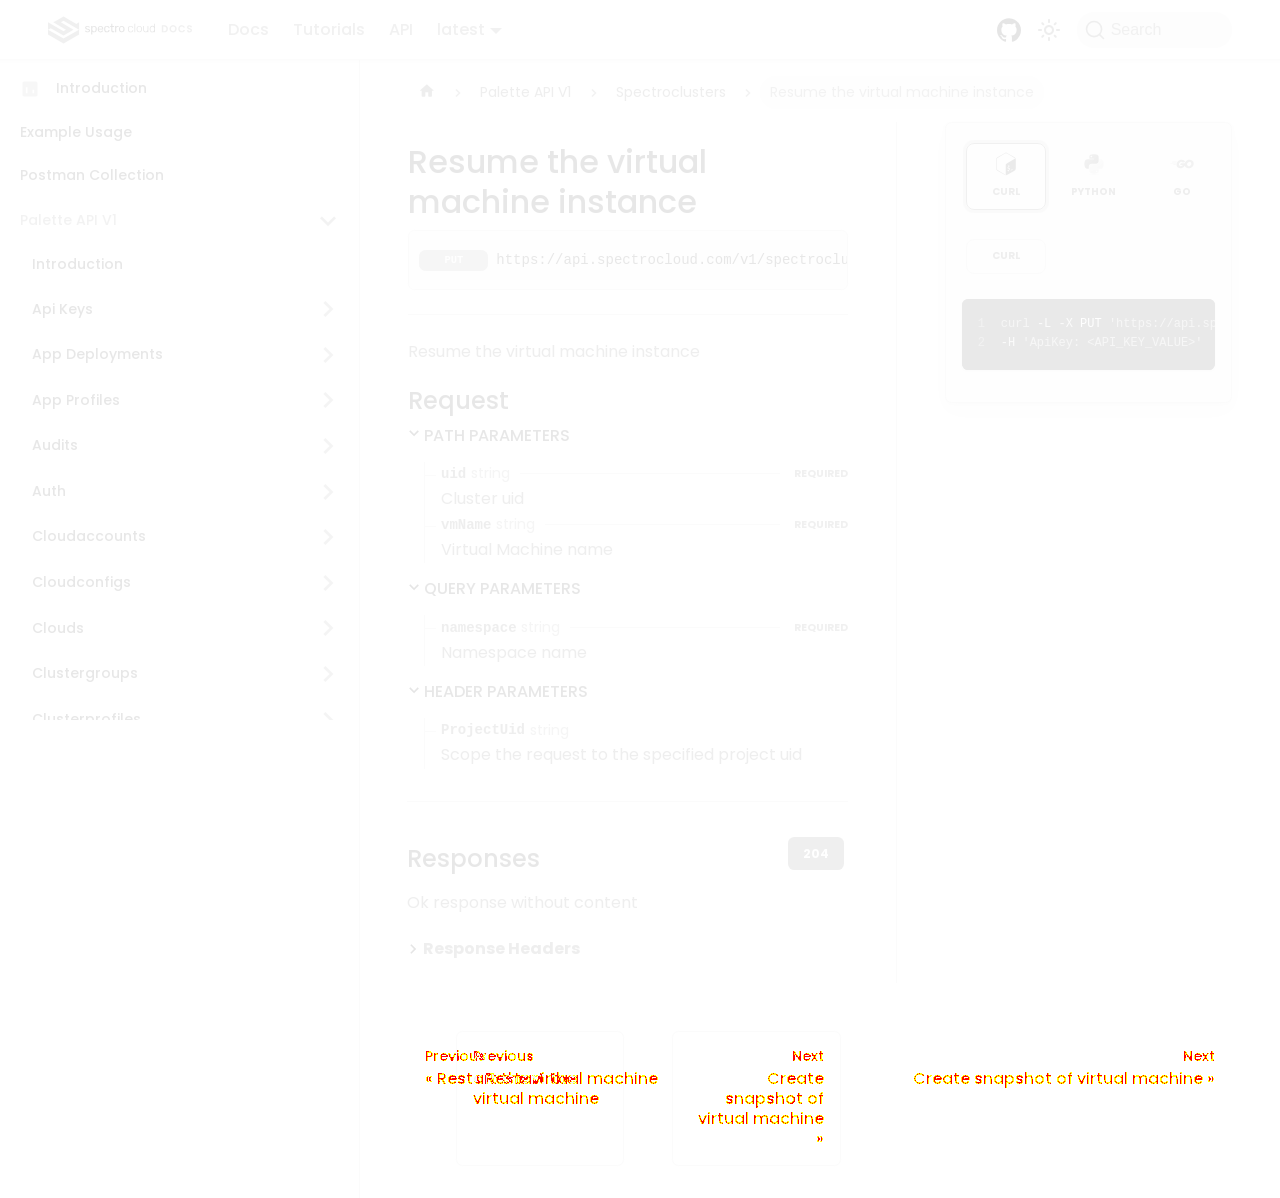 spectro cloud DOCS
Docs
Tutorials
API
latest
Search
Introduction
Example Usage
Postman Collection
Palette API V1
Introduction
Api Keys
App Deployments
App Profiles
Audits
Auth
Cloudaccounts
Cloudconfigs
Clouds
Clustergroups
Clusterprofiles
Palette API V1
Spectroclusters
Resume the virtual machine instance
Resume the virtual
machine instance
PUT https://api.spectrocloud.com/v1/spectroclu
Resume the virtual machine instance
Request
PATH PARAMETERS
uid string REQUIRED
Cluster uid
vmName string REQUIRED
Virtual Machine name
QUERY PARAMETERS
namespace string REQUIRED
Namespace name
HEADER PARAMETERS
ProjectUid string
Scope the request to the specified project uid
Responses
204
Ok response without content
Response Headers
CURL
PYTHON
GO
CURL
1 curl -L -X PUT 'https://api.sp
2 -H 'ApiKey: <API_KEY_VALUE>'
Previous
Previous
virtual machine
virtual machine
Next
Create
snapshot of
virtual machine
»
Next
Create snapshot of virtual machine »